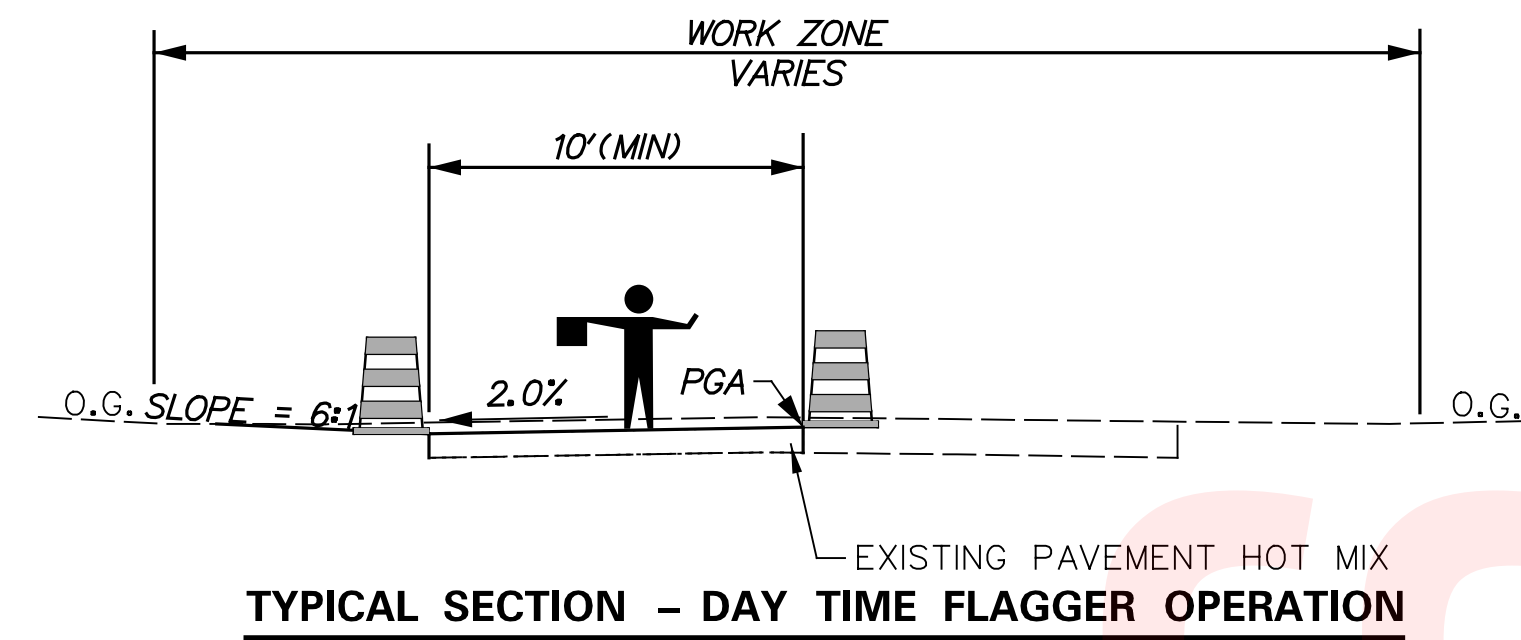 WORK ZONE
VARIES
10'(MIN)
2.0%
PGA
O.G. SLOPE = 6:1
O.G.
EXISTING PAVEMENT HOT MIX
TYPICAL SECTION - DAY TIME FLAGGER OPERATION